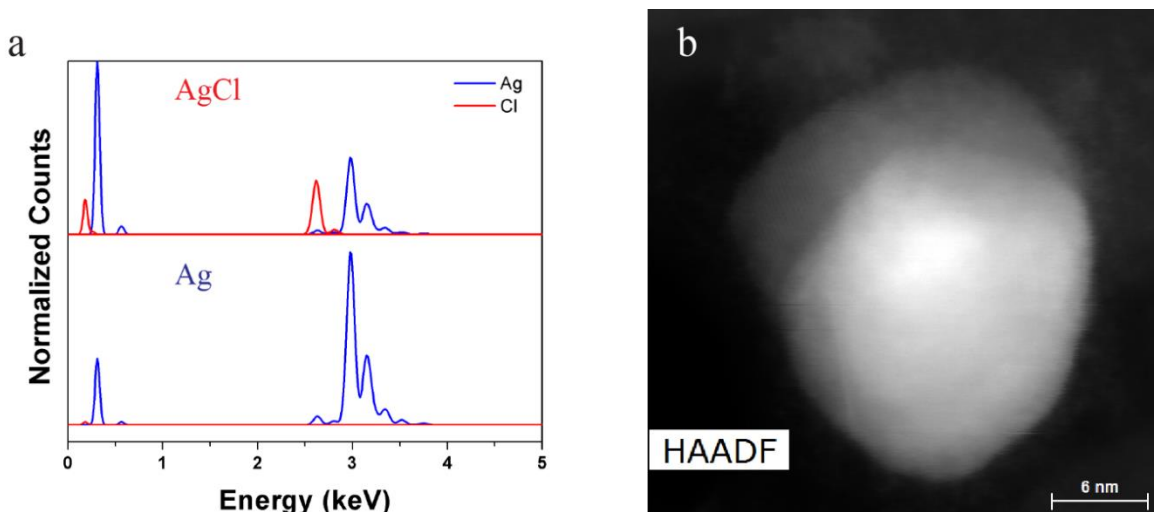 a
AgCl
Ag
Cl
Ag
Normalized Counts
0 1 2 3 4 5
Energy (keV)
b
HAADF
6 nm